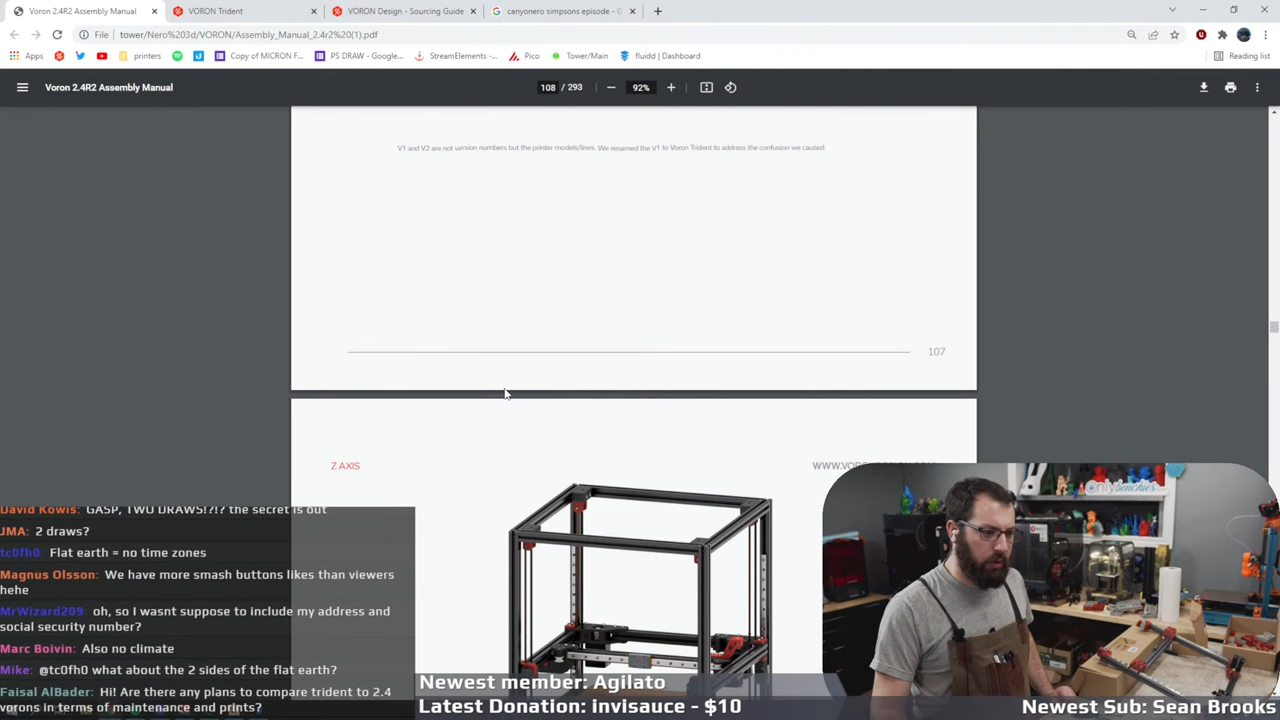 Voron 2.4R2 Assembly Manual
VORON Trident
VORON Design - Sourcing Guide
canyonero simpsons episode - G
File tower/Nero%203d/VORON/Assembly_Manual_2.4r2%20(1).pdf
Apps
printers
Copy of MICRON F...
PS DRAW - Google...
StreamElements -...
Pico
Tower/Main
fluidd | Dashboard
Reading list
Voron 2.4R2 Assembly Manual
108 / 293
92%
V1 and V2 are not version numbers but the printer models/lines. We renamed the V1 to Voron Trident to address the confusion we caused.
107
Z AXIS
David Kowis: GASP, TWO DRAWS!?!? the secret is out
JMA: 2 draws?
tc0fh0: Flat earth = no time zones
Magnus Olsson: We have more smash buttons likes than viewers
hehe
MrWizard209: oh, so I wasnt suppose to include my address and
social security number?
Marc Boivin: Also no climate
Mike: @tc0fh0 what about the 2 sides of the flat earth?
Faisal AlBader: Hi! Are there any plans to compare trident to 2.4
vorons in terms of maintenance and prints?
Newest member: Agilato
Latest Donation: invisauce - $10
Newest Sub: Sean Brooks